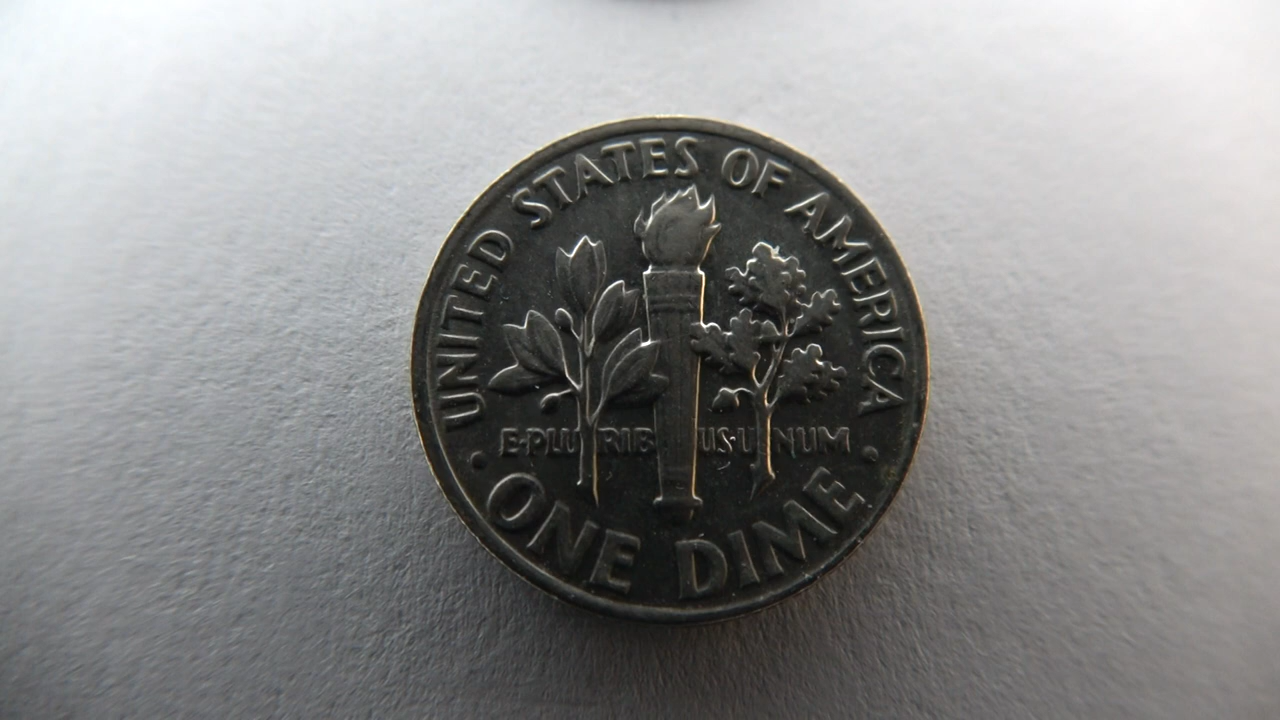 UNITED STATES OF AMERICA
E·PLURIBUS·UNUM
· ONE DIME ·